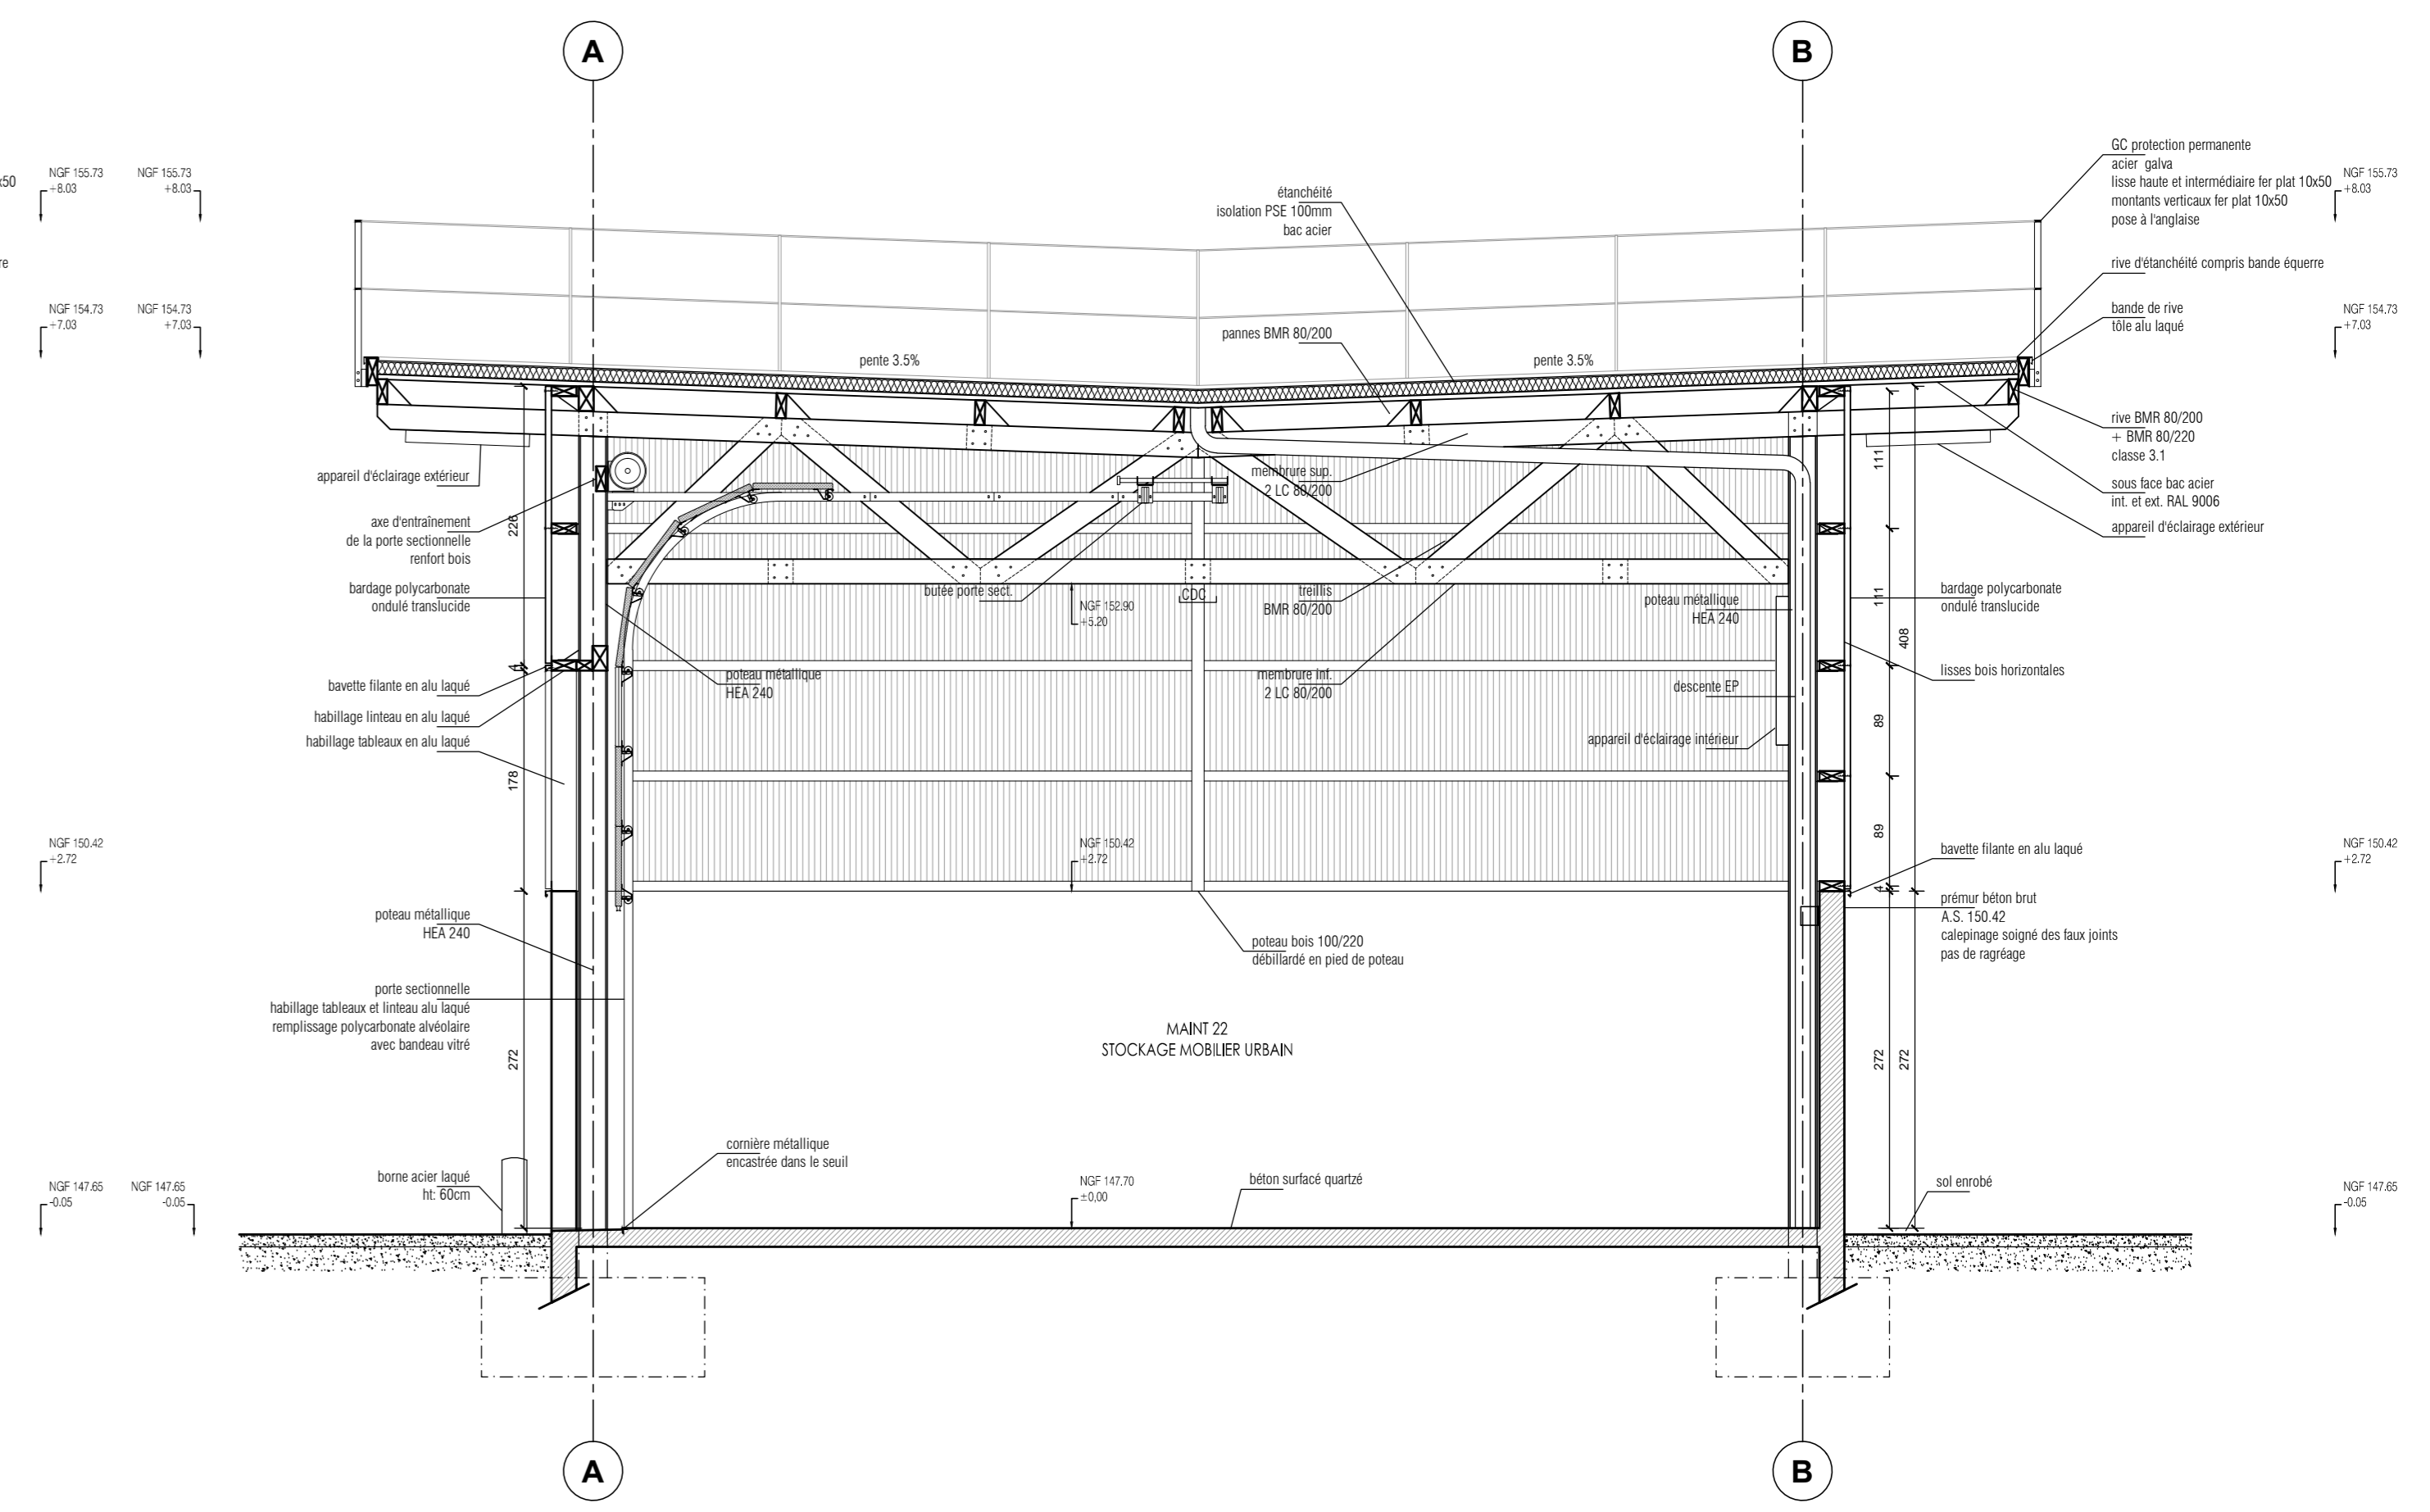 A
B
x50
re
NGF 155.73
+8.03
NGF 155.73
+8.03
NGF 154.73
+7.03
NGF 154.73
+7.03
NGF 150.42
+2.72
NGF 147.65
-0.05
NGF 147.65
-0.05
étanchéité
isolation PSE 100mm
bac acier
pannes BMR 80/200
pente 3.5%
pente 3.5%
GC protection permanente
acier galva
lisse haute et intermédiaire fer plat 10x50
montants verticaux fer plat 10x50
pose à l'anglaise
NGF 155.73
+8.03
rive d'étanchéité compris bande équerre
bande de rive
tôle alu laqué
NGF 154.73
+7.03
rive BMR 80/200
+ BMR 80/220
classe 3.1
sous face bac acier
int. et ext. RAL 9006
appareil d'éclairage extérieur
bardage polycarbonate
ondulé translucide
lisses bois horizontales
bavette filante en alu laqué
NGF 150.42
+2.72
prémur béton brut
A.S. 150.42
calepinage soigné des faux joints
pas de ragréage
sol enrobé
NGF 147.65
-0.05
appareil d'éclairage extérieur
axe d'entraînement
de la porte sectionnelle
renfort bois
bardage polycarbonate
ondulé translucide
bavette filante en alu laqué
habillage linteau en alu laqué
habillage tableaux en alu laqué
poteau métallique
HEA 240
porte sectionnelle
habillage tableaux et linteau alu laqué
remplissage polycarbonate alvéolaire
avec bandeau vitré
borne acier laqué
ht: 60cm
226
4
178
272
membrure sup.
2 LC 80/200
butée porte sect.
CDC
NGF 152.90
+5.20
treillis
BMR 80/200
poteau métallique
HEA 240
poteau métallique
HEA 240
membrure inf.
2 LC 80/200
descente EP
appareil d'éclairage intérieur
NGF 150.42
+2.72
poteau bois 100/220
débillardé en pied de poteau
MAINT 22
STOCKAGE MOBILIER URBAIN
cornière métallique
encastrée dans le seuil
NGF 147.70
±0,00
béton surfacé quartzé
111
111
408
89
89
4
272
272
A
B